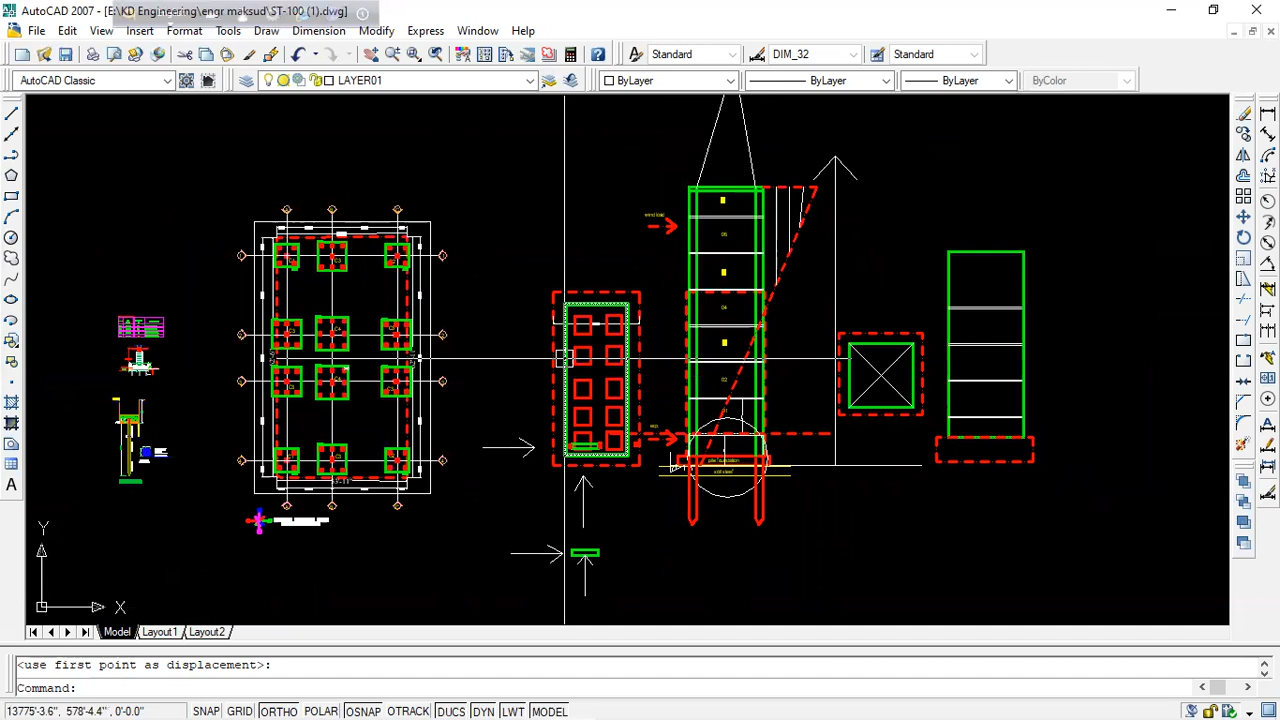 AutoCAD 2007 - [E:\KD Engineering\engr maksud\ST-100 (1).dwg]
File Edit View Insert Format Tools Draw Dimension Modify Express Window Help
Standard DIM_32 Standard
AutoCAD Classic LAYER01 ByLayer ByLayer ByLayer ByColor
wind load
Y
X
Model Layout1 Layout2
<use first point as displacement>:
Command:
13775'-3.6", 578'-4.4", 0'-0.0" SNAP GRID ORTHO POLAR OSNAP OTRACK DUCS DYN LWT MODEL